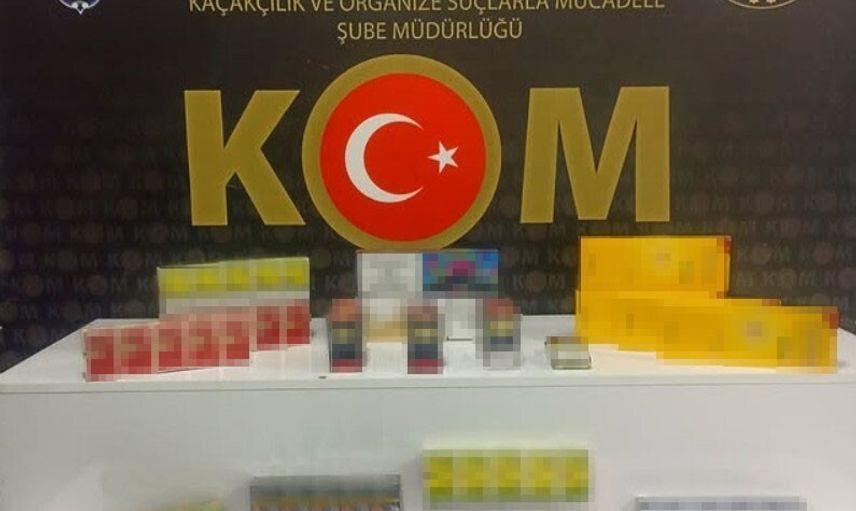 KAÇAKÇILIK VE ORGANİZE SUÇLARLA MÜCADELE
ŞUBE MÜDÜRLÜĞÜ
KOM